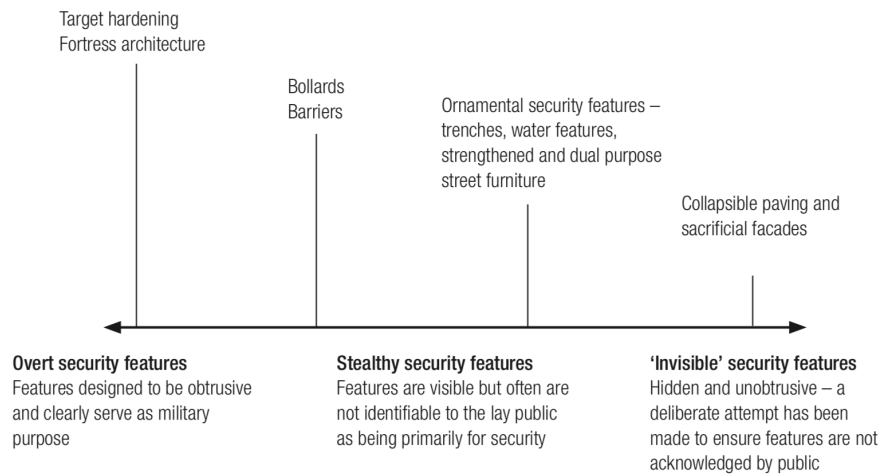 Target hardening
Fortress architecture
Bollards
Barriers
Ornamental security features –
trenches, water features,
strengthened and dual purpose
street furniture
Collapsible paving and
sacrificial facades
Overt security features
Features designed to be obtrusive
and clearly serve as military
purpose
Stealthy security features
Features are visible but often are
not identifiable to the lay public
as being primarily for security
‘Invisible’ security features
Hidden and unobtrusive – a
deliberate attempt has been
made to ensure features are not
acknowledged by public